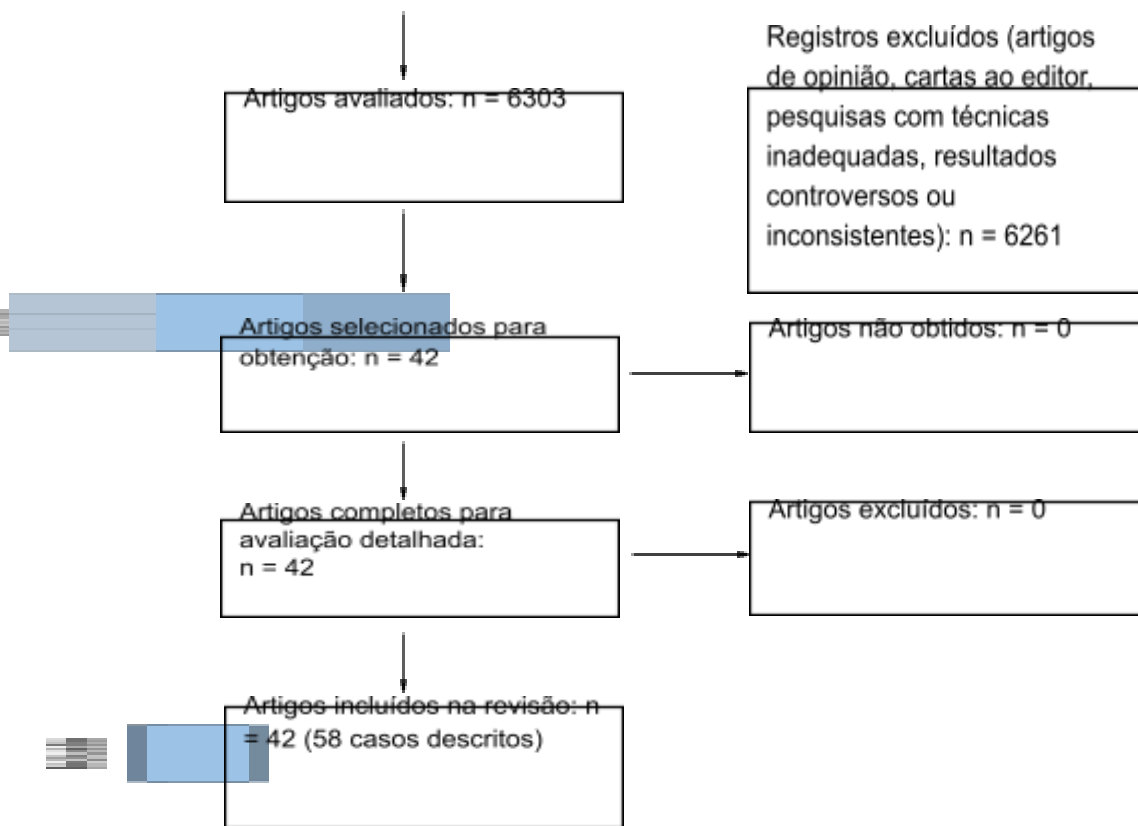 Artigos avaliados: n = 6303
Registros excluídos (artigos
de opinião, cartas ao editor,
pesquisas com técnicas
inadequadas, resultados
controversos ou
inconsistentes): n = 6261
Artigos selecionados para
obtenção: n = 42
Artigos não obtidos: n = 0
Artigos completos para
avaliação detalhada:
n = 42
Artigos excluídos: n = 0
Artigos incluídos na revisão: n
= 42 (58 casos descritos)